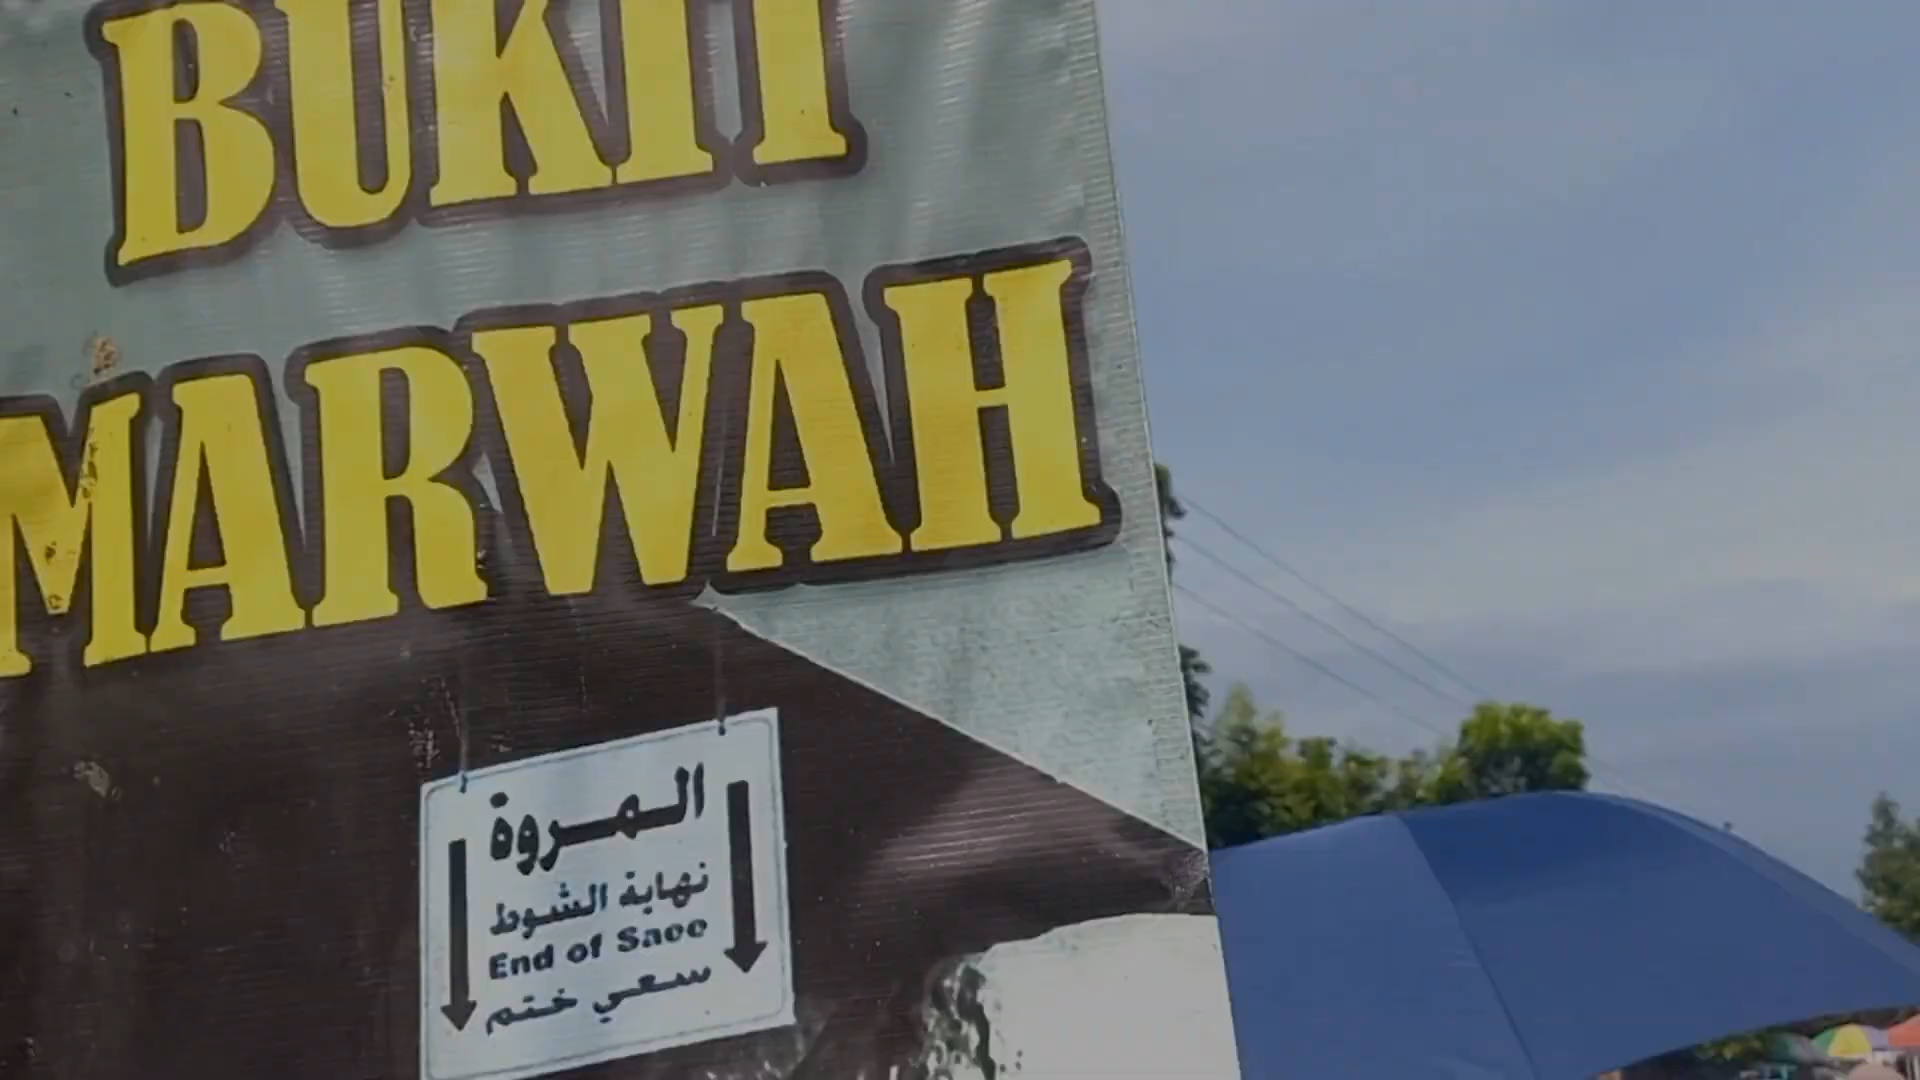 BUKIT
MARWAH
المروة
نهاية الشوط
End of Saee
سعي ختم